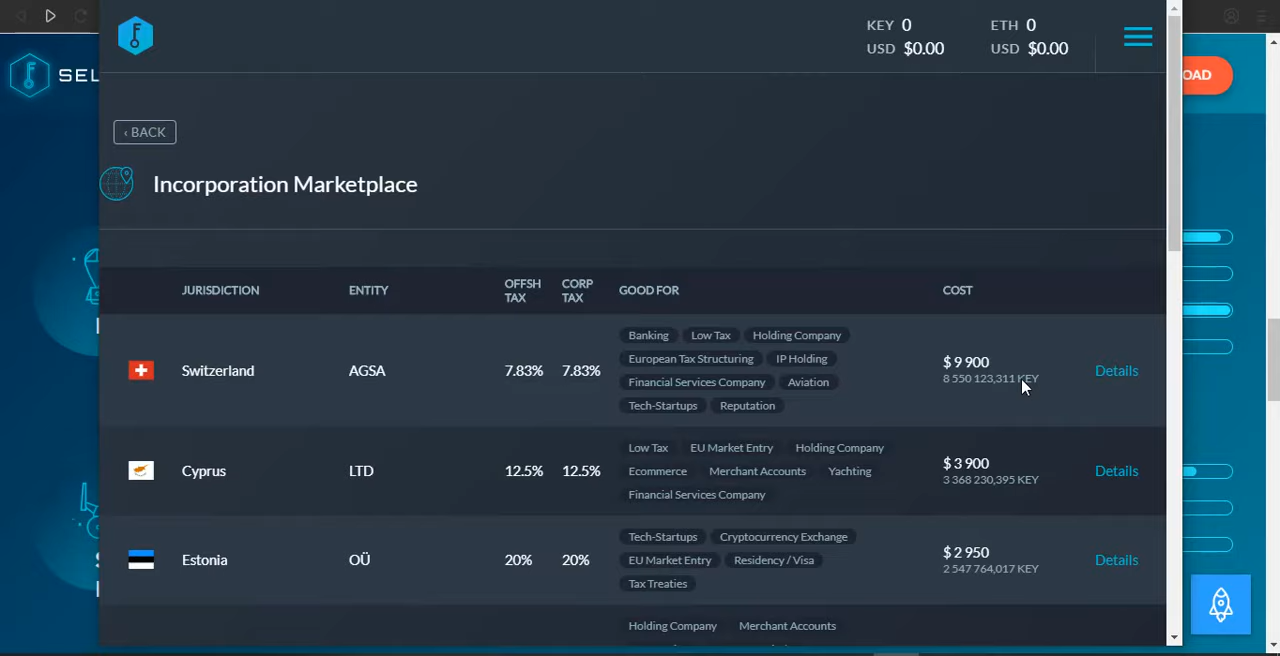 KEY 0
USD $0.00
ETH 0
USD $0.00
SEL
OAD
‹ BACK
Incorporation Marketplace
JURISDICTION ENTITY OFFSH TAX CORP TAX GOOD FOR COST
Switzerland AGSA 7.83% 7.83%
Banking Low Tax Holding Company
European Tax Structuring IP Holding
Financial Services Company Aviation
Tech-Startups Reputation
$ 9 900
8 550 123,311 KEY
Details
Cyprus LTD 12.5% 12.5%
Low Tax EU Market Entry Holding Company
Ecommerce Merchant Accounts Yachting
Financial Services Company
$ 3 900
3 368 230,395 KEY
Details
Estonia OÜ 20% 20%
Tech-Startups Cryptocurrency Exchange
EU Market Entry Residency / Visa
Tax Treaties
$ 2 950
2 547 764,017 KEY
Details
Holding Company Merchant Accounts